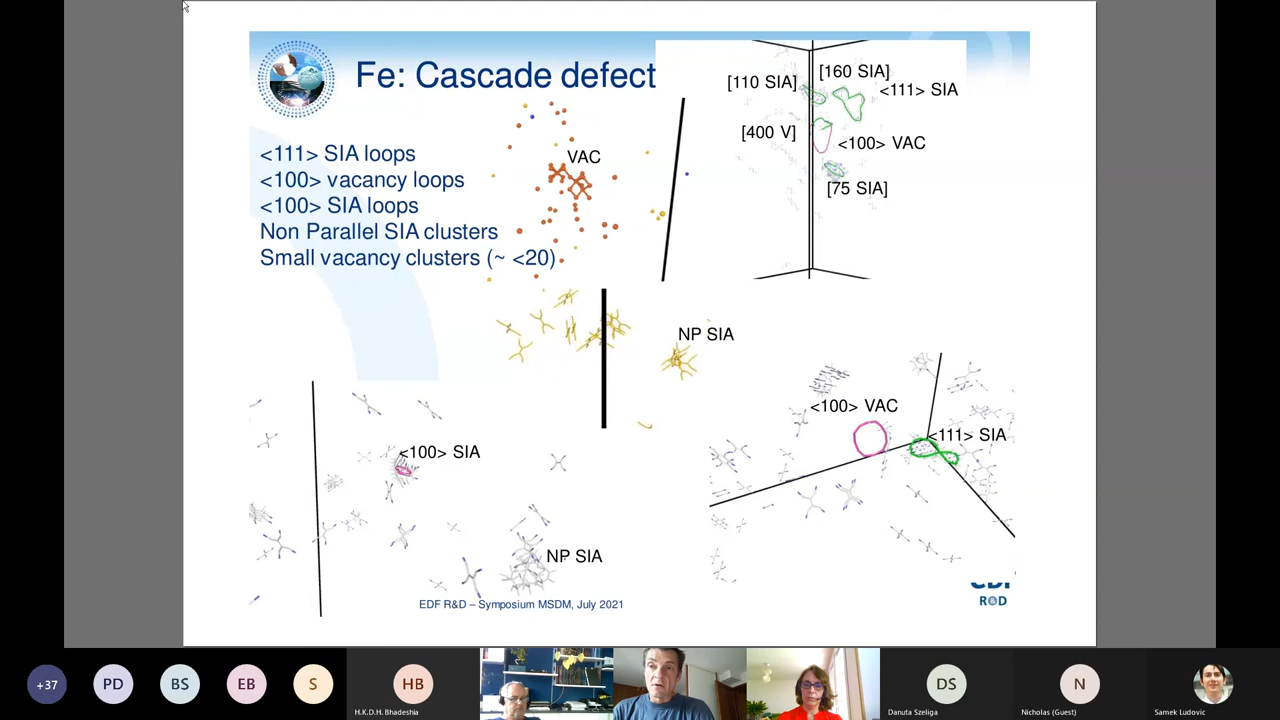 Fe: Cascade defect
<111> SIA loops
<100> vacancy loops
<100> SIA loops
Non Parallel SIA clusters
Small vacancy clusters (~ <20)
VAC
[110 SIA]
[160 SIA]
<111> SIA
[400 V]
<100> VAC
[75 SIA]
NP SIA
<100> SIA
NP SIA
<100> VAC
<111> SIA
EDF R&D – Symposium MSDM, July 2021
EDF
R&D
+37
PD
BS
EB
S
HB
H.K.D.H. Bhadeshia
DS
Danuta Szeliga
N
Nicholas (Guest)
Samek Ludovic